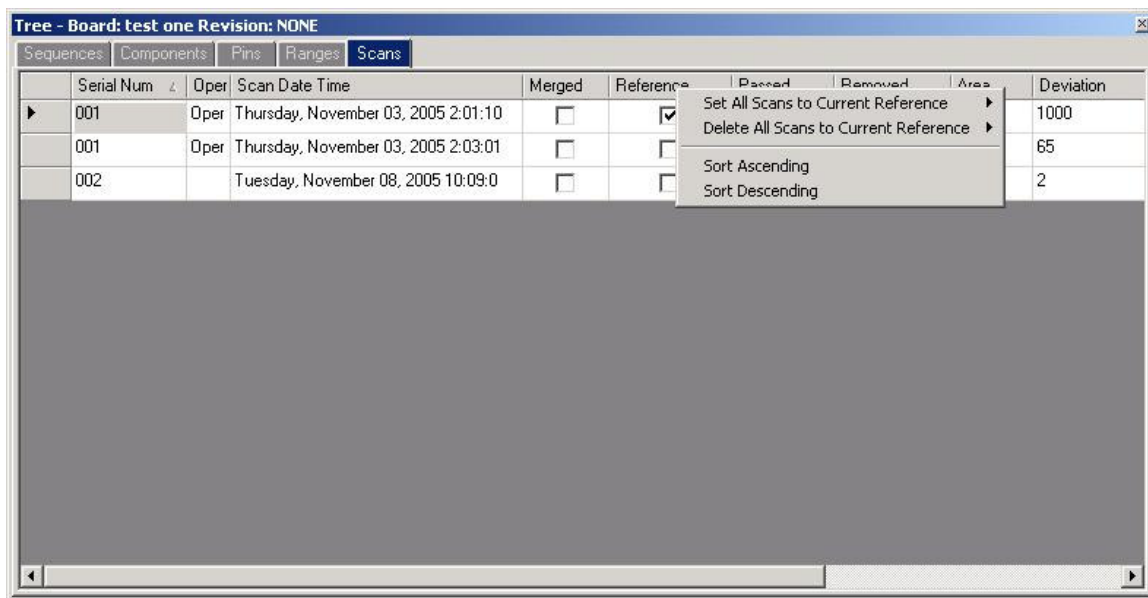 Tree - Board: test one Revision: NONE
Sequences Components Pins Ranges Scans
Serial Num Oper Scan Date Time Merged Reference Passed Removed Area Deviation
001 Oper Thursday, November 03, 2005 2:01:10 1000
001 Oper Thursday, November 03, 2005 2:03:01 65
002 Tuesday, November 08, 2005 10:09:0 2
Set All Scans to Current Reference
Delete All Scans to Current Reference
Sort Ascending
Sort Descending